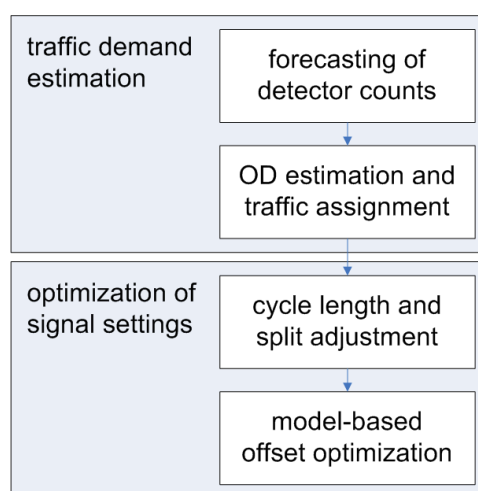 traffic demand
estimation
forecasting of
detector counts
OD estimation and
traffic assignment
optimization of
signal settings
cycle length and
split adjustment
model-based
offset optimization